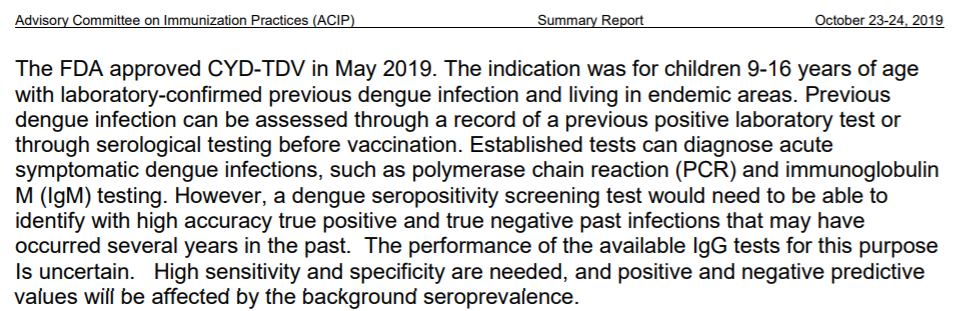 Advisory Committee on Immunization Practices (ACIP) Summary Report October 23-24, 2019
The FDA approved CYD-TDV in May 2019. The indication was for children 9-16 years of age
with laboratory-confirmed previous dengue infection and living in endemic areas. Previous
dengue infection can be assessed through a record of a previous positive laboratory test or
through serological testing before vaccination. Established tests can diagnose acute
symptomatic dengue infections, such as polymerase chain reaction (PCR) and immunoglobulin
M (IgM) testing. However, a dengue seropositivity screening test would need to be able to
identify with high accuracy true positive and true negative past infections that may have
occurred several years in the past. The performance of the available IgG tests for this purpose
Is uncertain. High sensitivity and specificity are needed, and positive and negative predictive
values will be affected by the background seroprevalence.